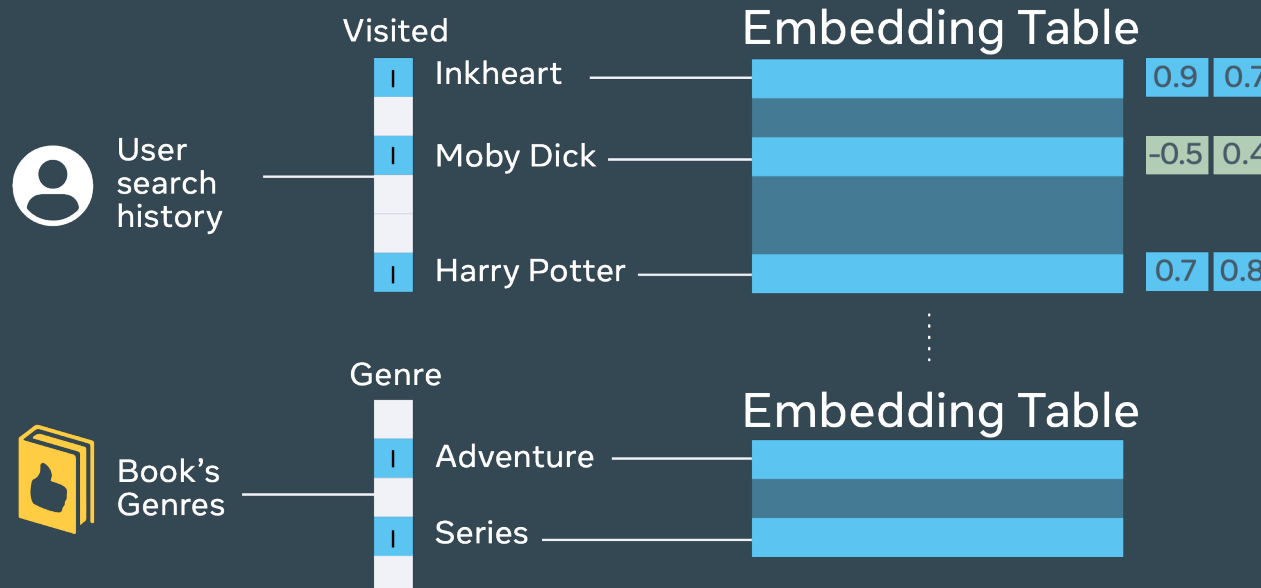 Visited
Embedding Table
I Inkheart 0.9 0.7
User
search
history
I Moby Dick -0.5 0.4
I Harry Potter 0.7 0.8
Genre
Embedding Table
Book's
Genres
I Adventure
I Series